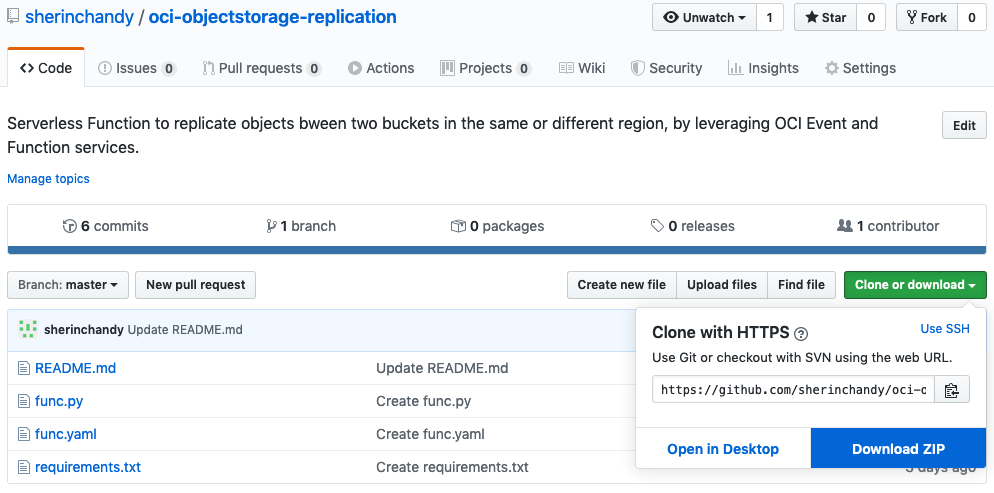 sherinchandy / oci-objectstorage-replication
Unwatch 1 Star 0 Fork 0
Code Issues 0 Pull requests 0 Actions Projects 0 Wiki Security Insights Settings
Serverless Function to replicate objects bween two buckets in the same or different region, by leveraging OCI Event and
Function services.
Edit
Manage topics
6 commits 1 branch 0 packages 0 releases 1 contributor
Branch: master New pull request Create new file Upload files Find file Clone or download
sherinchandy Update README.md
README.md Update README.md
func.py Create func.py
func.yaml Create func.yaml
requirements.txt Create requirements.txt
Clone with HTTPS ? Use SSH
Use Git or checkout with SVN using the web URL.
https://github.com/sherinchandy/oci-o
Open in Desktop Download ZIP
days ago